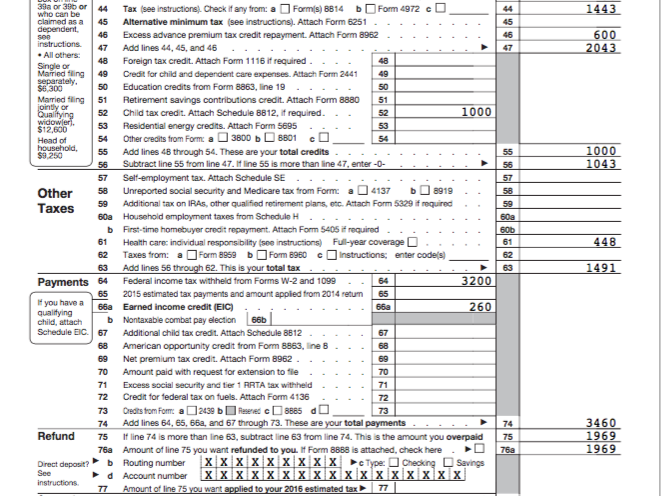 39a or 39b or
who can be
claimed as a
dependent,
see
instructions.
• All others:
Single or
Married filing
separately,
$6,300
Married filing
jointly or
Qualifying
widow(er),
$12,600
Head of
household,
$9,250
44 Tax (see instructions). Check if any from: a Form(s) 8814 b Form 4972 c 44 1443
45 Alternative minimum tax (see instructions). Attach Form 6251 45
46 Excess advance premium tax credit repayment. Attach Form 8962 46 600
47 Add lines 44, 45, and 46 ▶ 47 2043
48 Foreign tax credit. Attach Form 1116 if required 48
49 Credit for child and dependent care expenses. Attach Form 2441 49
50 Education credits from Form 8863, line 19 50
51 Retirement savings contributions credit. Attach Form 8880 51
52 Child tax credit. Attach Schedule 8812, if required 52 1000
53 Residential energy credits. Attach Form 5695 53
54 Other credits from Form: a 3800 b 8801 c 54
55 Add lines 48 through 54. These are your total credits 55 1000
56 Subtract line 55 from line 47. If line 55 is more than line 47, enter -0- ▶ 56 1043
Other
Taxes
57 Self-employment tax. Attach Schedule SE 57
58 Unreported social security and Medicare tax from Form: a 4137 b 8919 58
59 Additional tax on IRAs, other qualified retirement plans, etc. Attach Form 5329 if required 59
60a Household employment taxes from Schedule H 60a
b First-time homebuyer credit repayment. Attach Form 5405 if required 60b
61 Health care: individual responsibility (see instructions) Full-year coverage 61 448
62 Taxes from: a Form 8959 b Form 8960 c Instructions; enter code(s) 62
63 Add lines 56 through 62. This is your total tax ▶ 63 1491
Payments
If you have a
qualifying
child, attach
Schedule EIC.
64 Federal income tax withheld from Forms W-2 and 1099 64 3200
65 2015 estimated tax payments and amount applied from 2014 return 65
66a Earned income credit (EIC) 66a 260
b Nontaxable combat pay election 66b
67 Additional child tax credit. Attach Schedule 8812 67
68 American opportunity credit from Form 8863, line 8 68
69 Net premium tax credit. Attach Form 8962 69
70 Amount paid with request for extension to file 70
71 Excess social security and tier 1 RRTA tax withheld 71
72 Credit for federal tax on fuels. Attach Form 4136 72
73 Credits from Form: a 2439 b Reserved c 8885 d 73
74 Add lines 64, 65, 66a, and 67 through 73. These are your total payments ▶ 74 3460
Refund
Direct deposit?
See
instructions.
75 If line 74 is more than line 63, subtract line 63 from line 74. This is the amount you overpaid 75 1969
76a Amount of line 75 you want refunded to you. If Form 8888 is attached, check here ▶ 76a 1969
▶ b Routing number X X X X X X X X X ▶ c Type: Checking Savings
▶ d Account number X X X X X X X X X X X X X X X X X
77 Amount of line 75 you want applied to your 2016 estimated tax ▶ 77